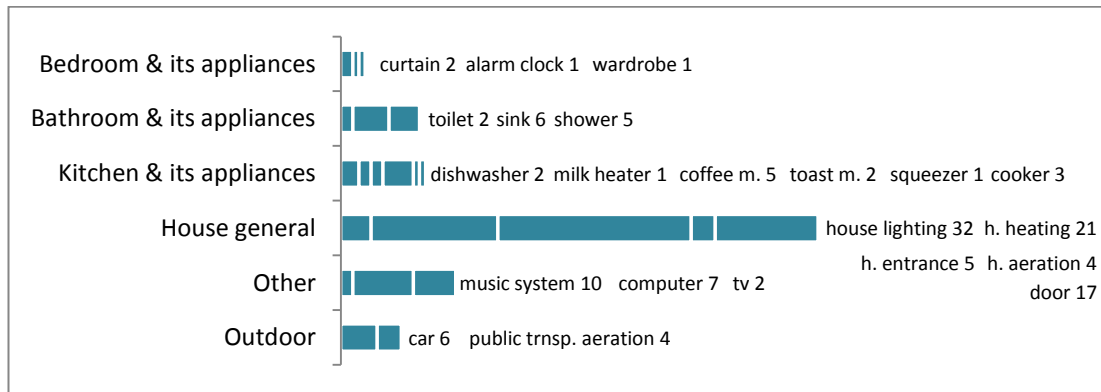 Bedroom & its appliances curtain 2 alarm clock 1 wardrobe 1
Bathroom & its appliances toilet 2 sink 6 shower 5
Kitchen & its appliances dishwasher 2 milk heater 1 coffee m. 5 toast m. 2 squeezer 1 cooker 3
House general house lighting 32 h. heating 21
h. entrance 5 h. aeration 4
door 17
Other music system 10 computer 7 tv 2
Outdoor car 6 public trnsp. aeration 4